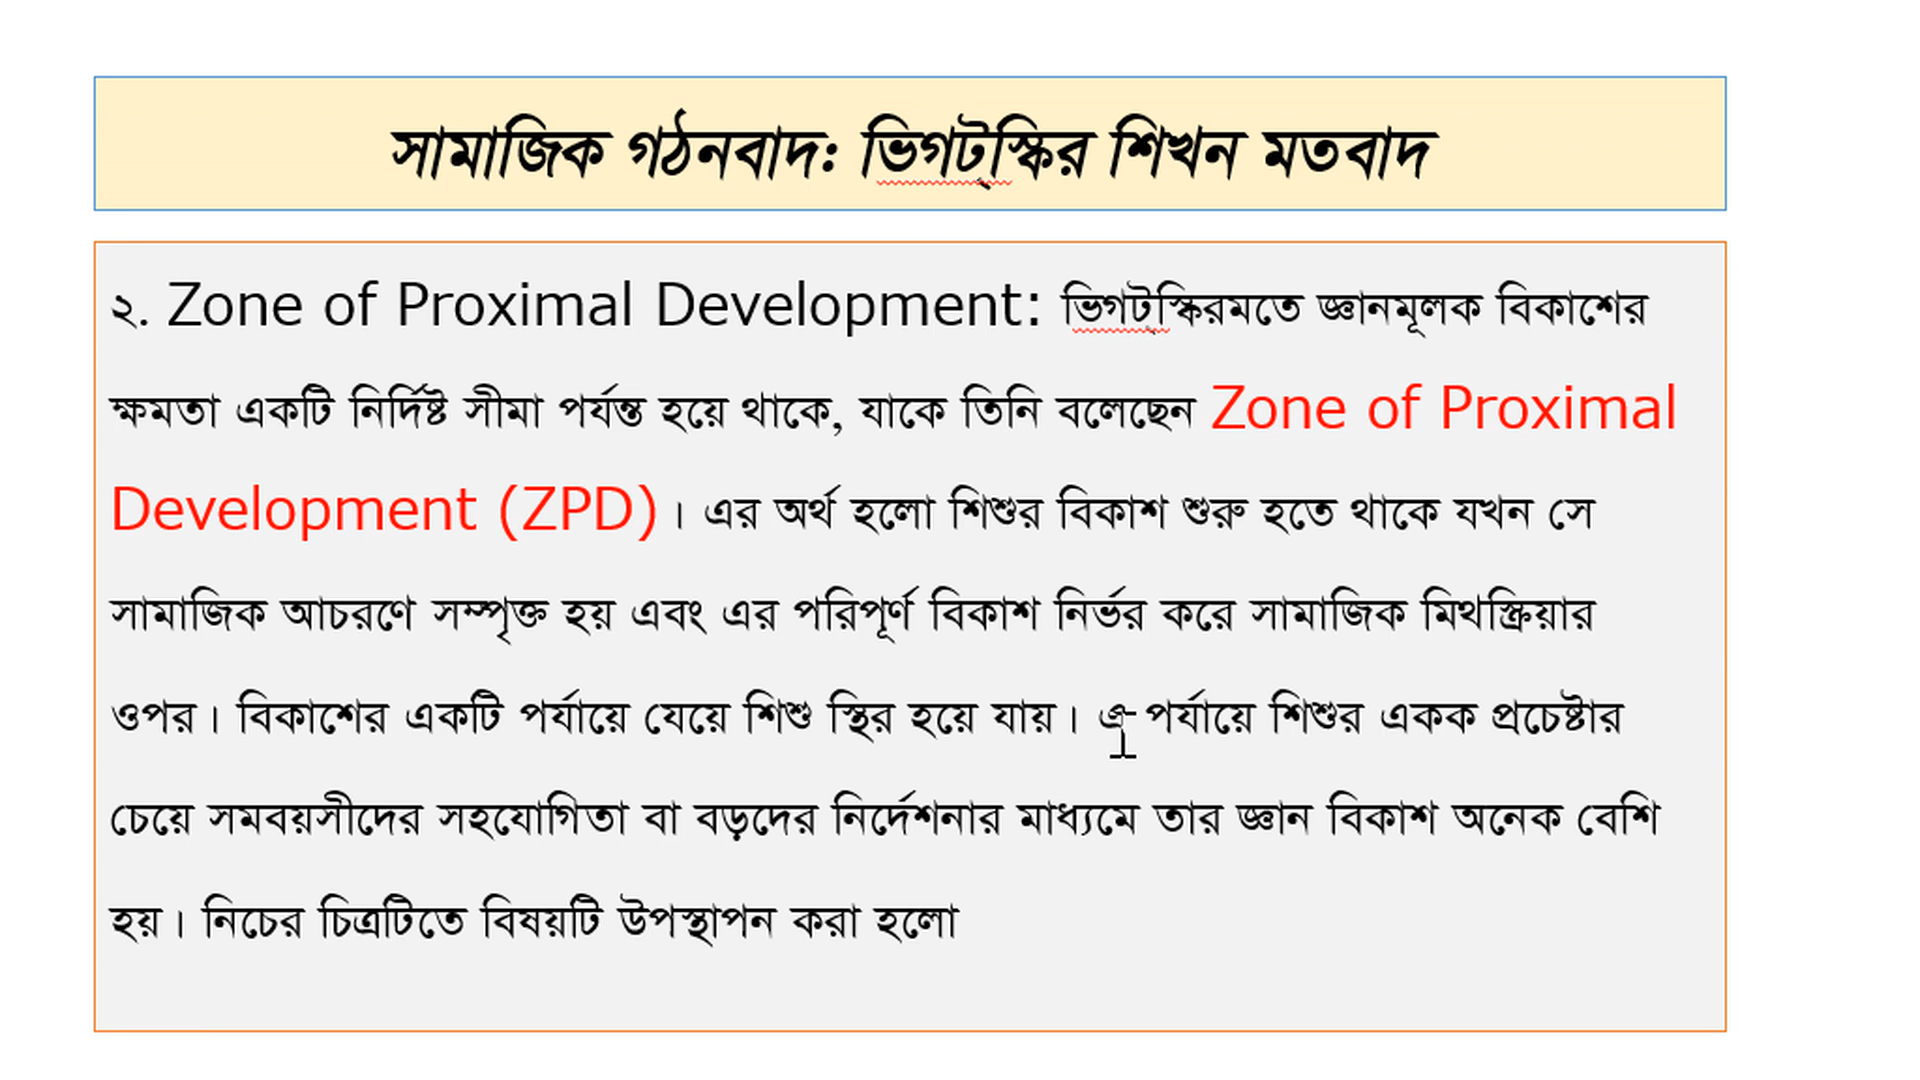 সামাজিক গঠনবাদ: ভিগট্স্কির শিখন মতবাদ
২. Zone of Proximal Development: ভিগট্স্কিরমতে জ্ঞানমূলক বিকাশের
ক্ষমতা একটি নির্দিষ্ট সীমা পর্যন্ত হয়ে থাকে, যাকে তিনি বলেছেন Zone of Proximal
Development (ZPD)। এর অর্থ হলো শিশুর বিকাশ শুরু হতে থাকে যখন সে
সামাজিক আচরণে সম্পৃক্ত হয় এবং এর পরিপূর্ণ বিকাশ নির্ভর করে সামাজিক মিথস্ক্রিয়ার
ওপর। বিকাশের একটি পর্যায়ে যেয়ে শিশু স্থির হয়ে যায়। এ পর্যায়ে শিশুর একক প্রচেষ্টার
চেয়ে সমবয়সীদের সহযোগিতা বা বড়দের নির্দেশনার মাধ্যমে তার জ্ঞান বিকাশ অনেক বেশি
হয়। নিচের চিত্রটিতে বিষয়টি উপস্থাপন করা হলো